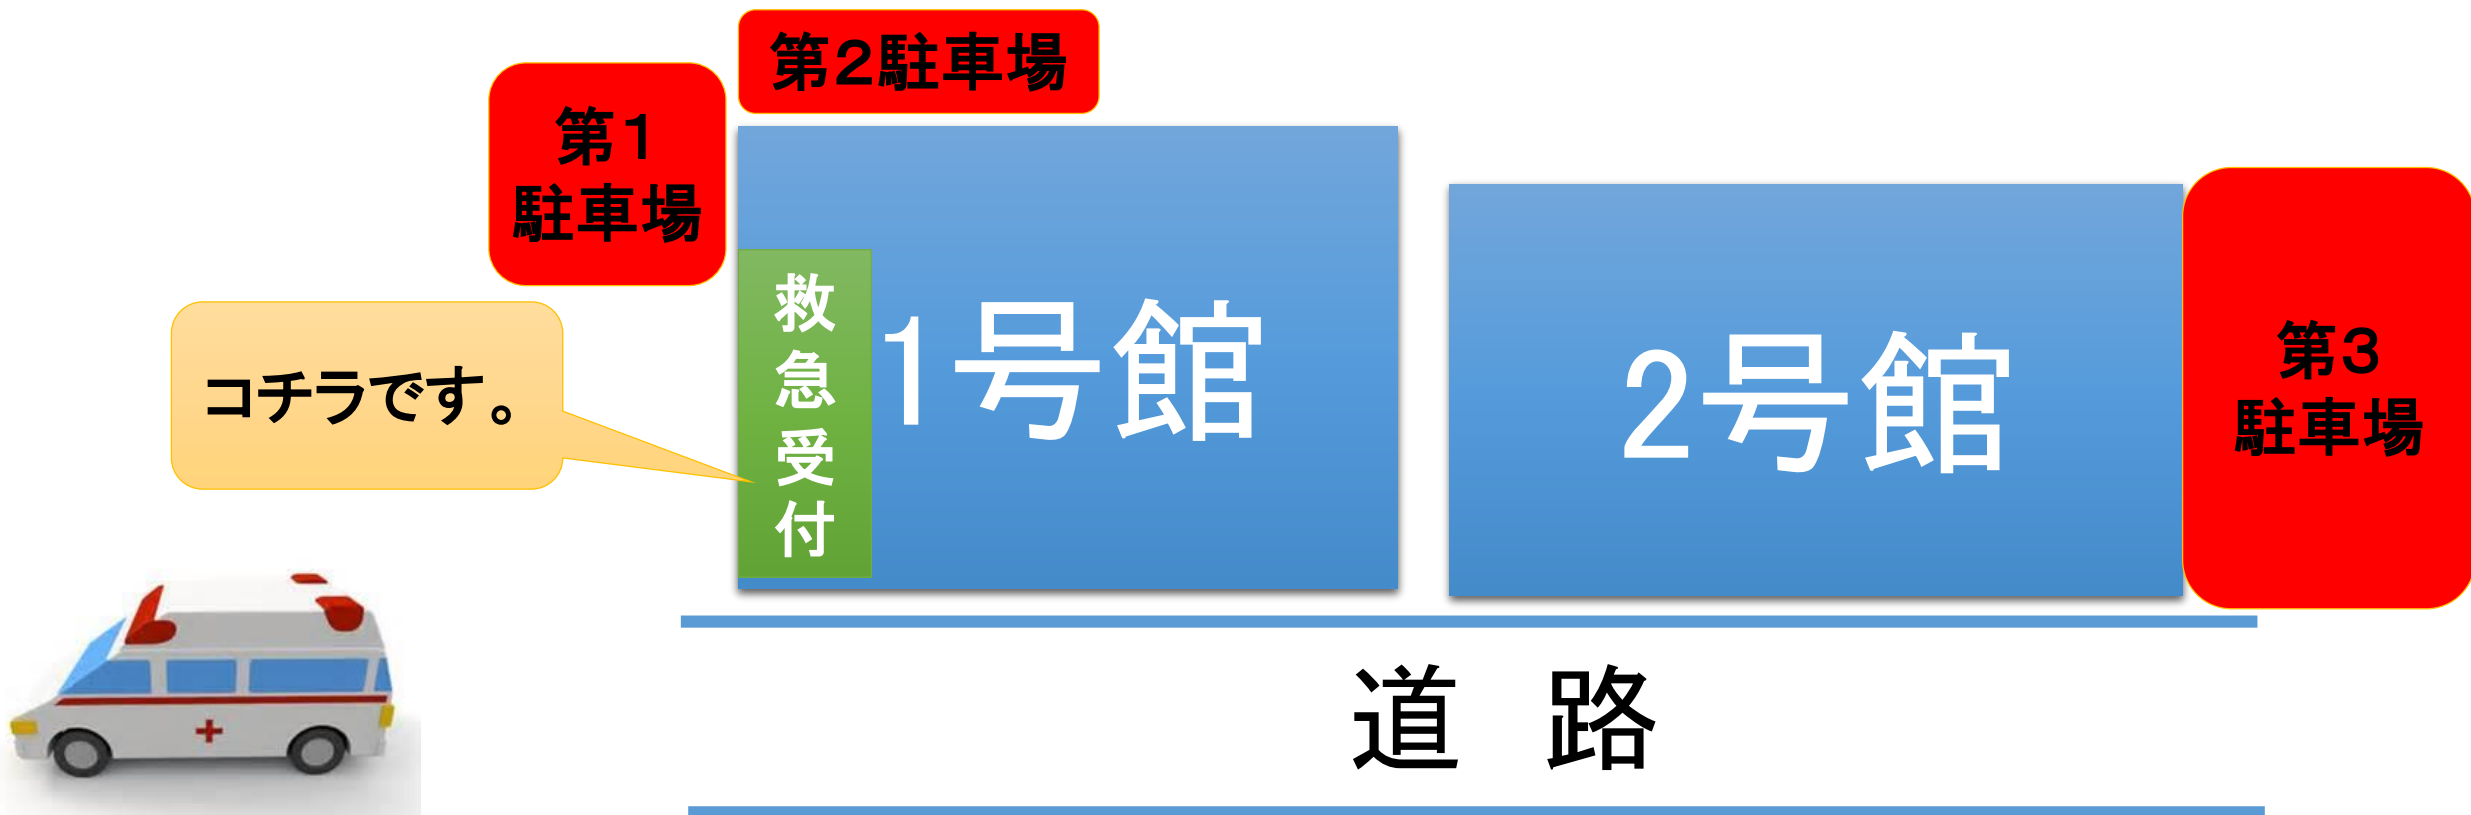 第２駐車場
第１
駐車場
救急受付
コチラです。
1号館
2号館
第３
駐車場
道　路